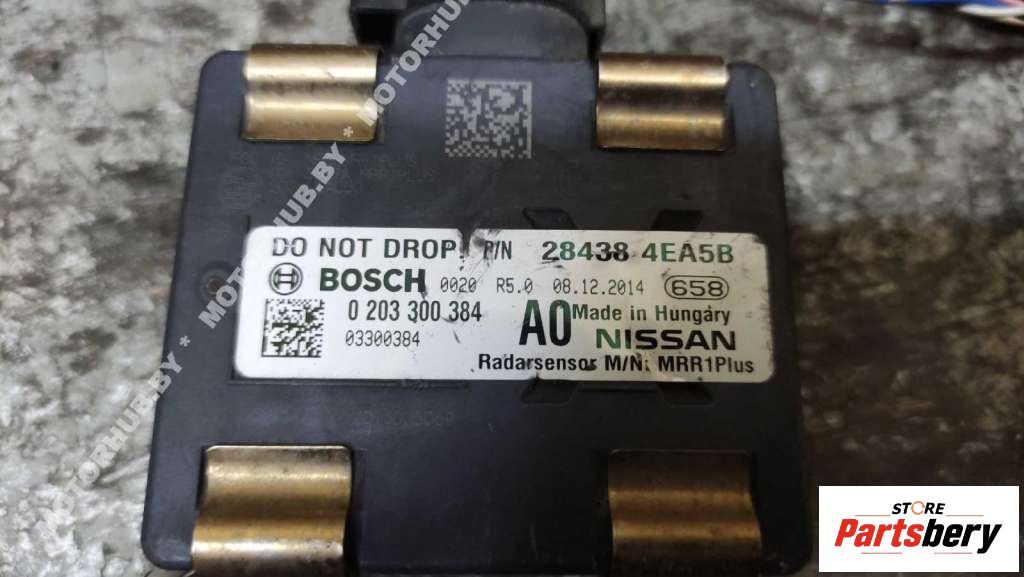 DO NOT DROP! P/N 28438 4EA5B
BOSCH 0020 R5.0 08.12.2014 658
0 203 300 384 A0 Made in Hungary
03300384 NISSAN
Radarsensor M/N: MRR1Plus
MOTORHUB.BY * MOTORHUB.BY * MOTORHUB.BY
STORE
Partsbery